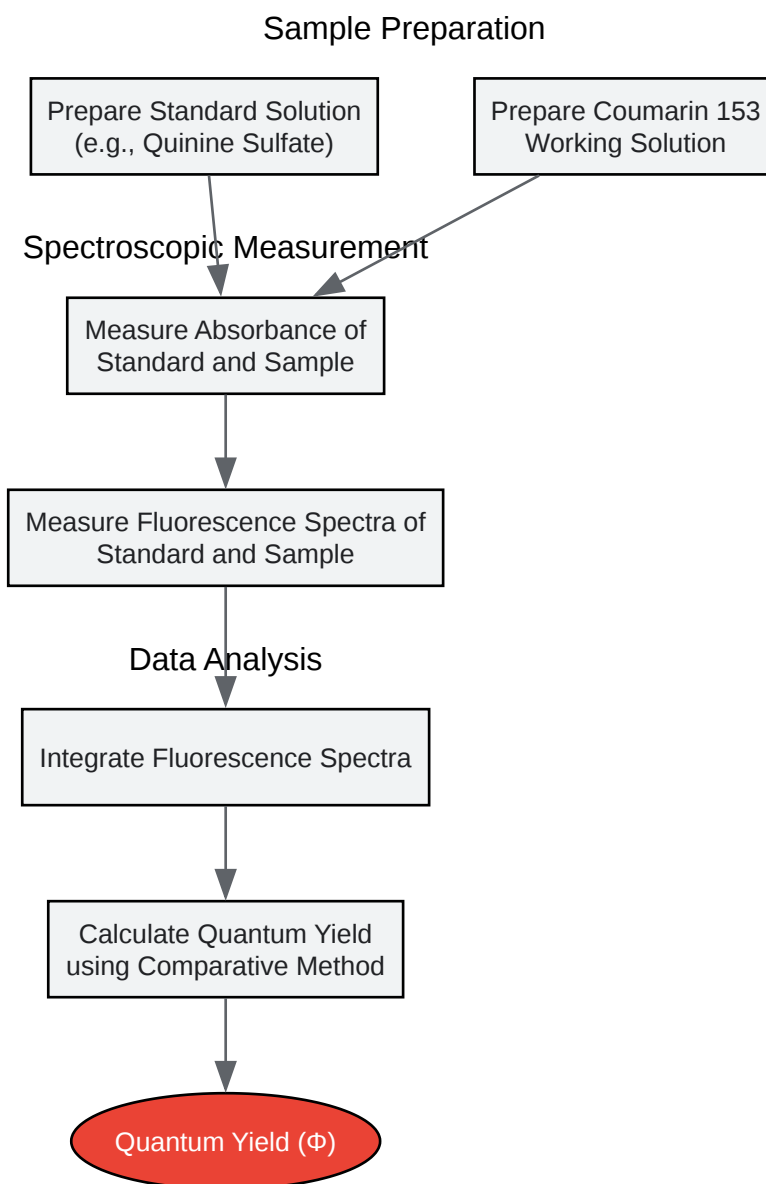 Sample Preparation
Prepare Standard Solution
(e.g., Quinine Sulfate)
Prepare Coumarin 153
Working Solution
Spectroscopic Measurement
Measure Absorbance of
Standard and Sample
Measure Fluorescence Spectra of
Standard and Sample
Data Analysis
Integrate Fluorescence Spectra
Calculate Quantum Yield
using Comparative Method
Quantum Yield (Φ)